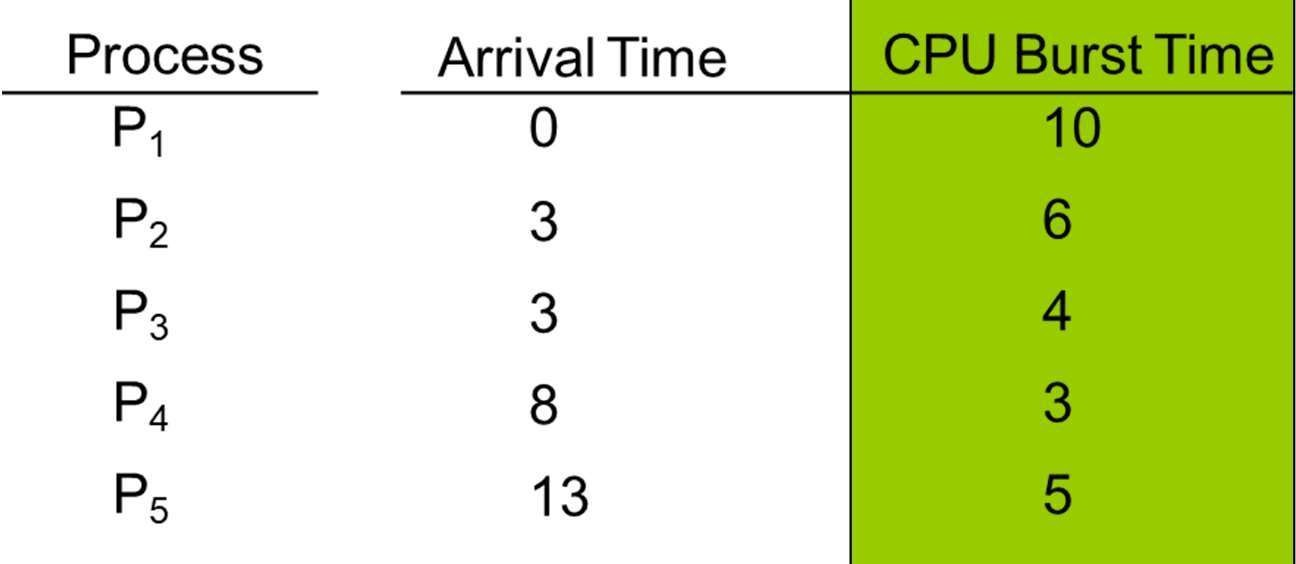 Process Arrival Time CPU Burst Time
P₁ 0 10
P₂ 3 6
P₃ 3 4
P₄ 8 3
P₅ 13 5